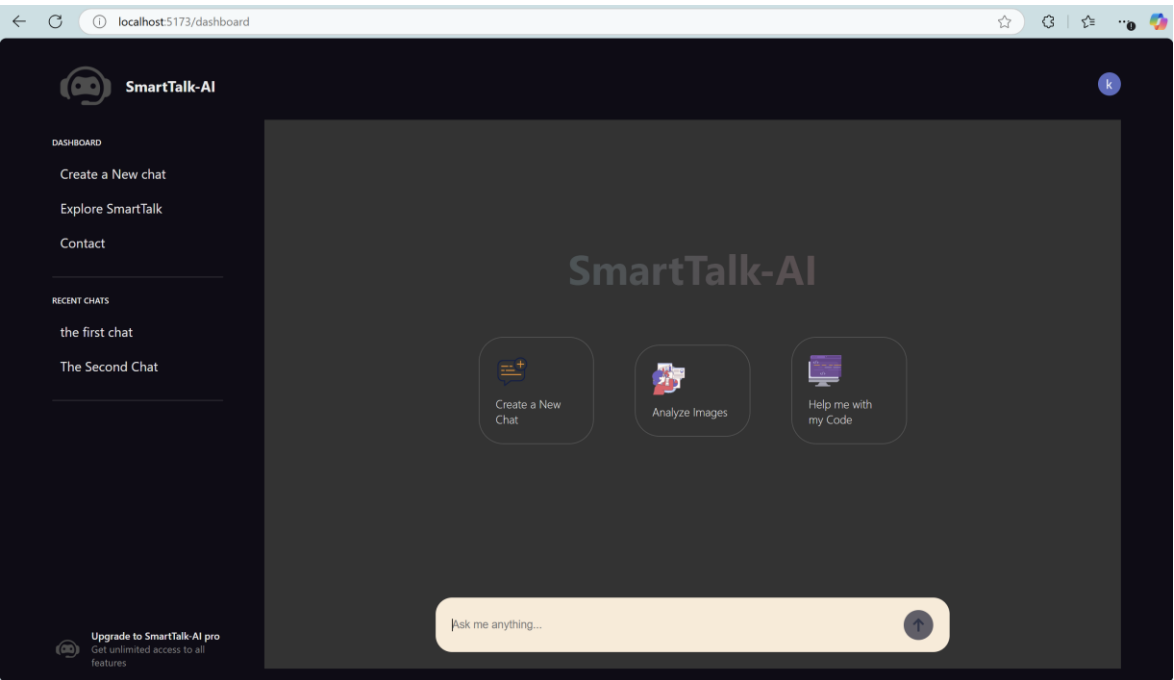 localhost:5173/dashboard
SmartTalk-AI
k
DASHBOARD
Create a New chat
Explore SmartTalk
Contact
RECENT CHATS
the first chat
The Second Chat
Upgrade to SmartTalk-AI pro
Get unlimited access to all
features
SmartTalk-AI
Create a New
Chat
Analyze Images
Help me with
my Code
Ask me anything...